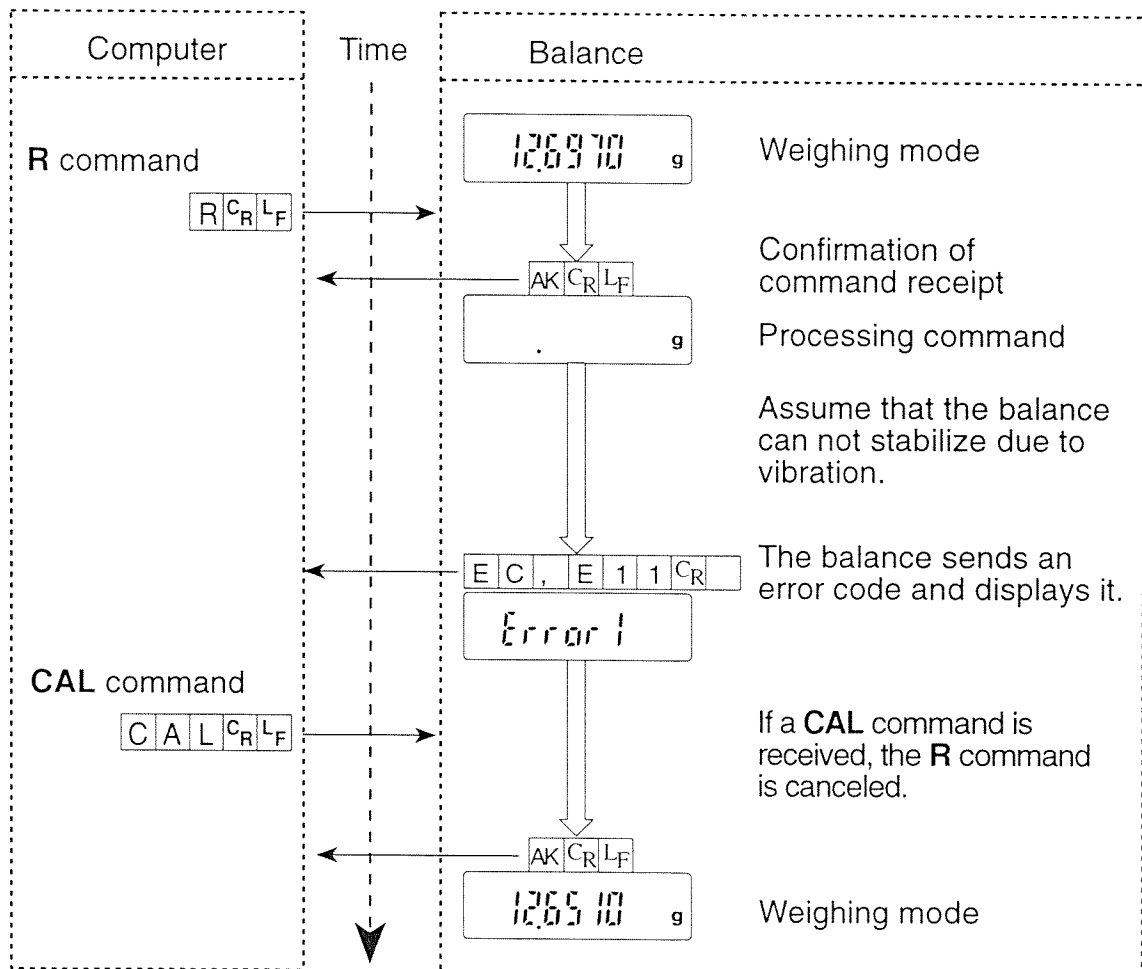 Computer
Time
Balance
12.6970 g
Weighing mode
R command
R CR LF
Confirmation of
command receipt
AK CR LF
. g
Processing command
Assume that the balance
can not stabilize due to
vibration.
EC, E11 CR
The balance sends an
error code and displays it.
Error 1
CAL command
CAL CR LF
If a CAL command is
received, the R command
is canceled.
AK CR LF
12.6510 g
Weighing mode